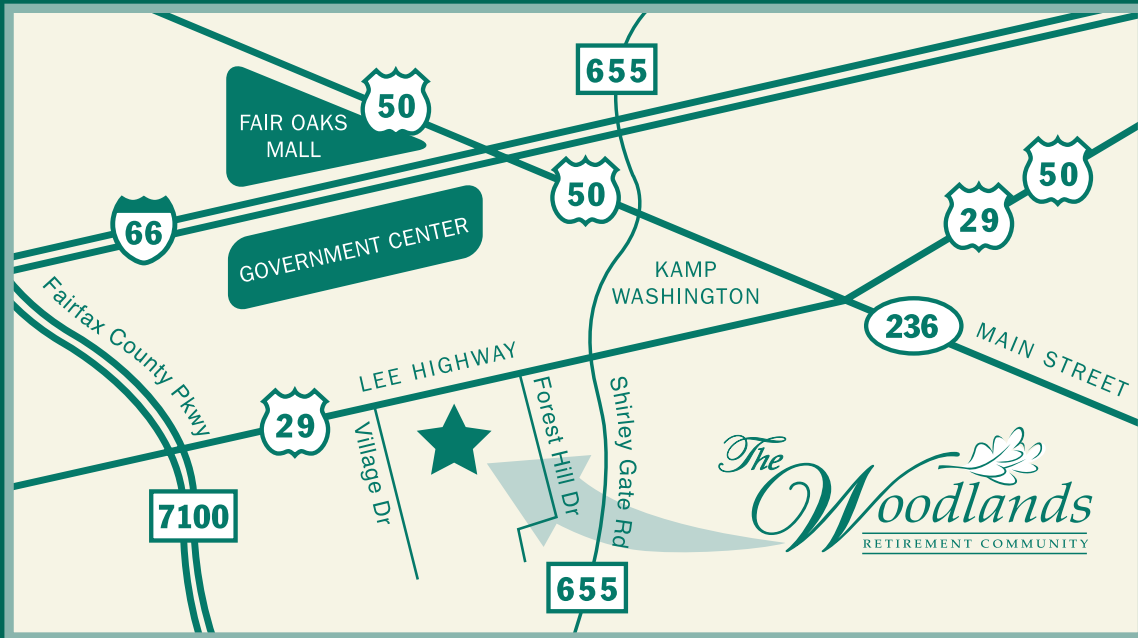 655
50
FAIR OAKS
MALL
50
50
29
66
GOVERNMENT CENTER
KAMP
WASHINGTON
Fairfax County Pkwy
236
MAIN STREET
LEE HIGHWAY
29
Village Dr
Forest Hill Dr
Shirley Gate Rd
The
Woodlands
RETIREMENT COMMUNITY
7100
655